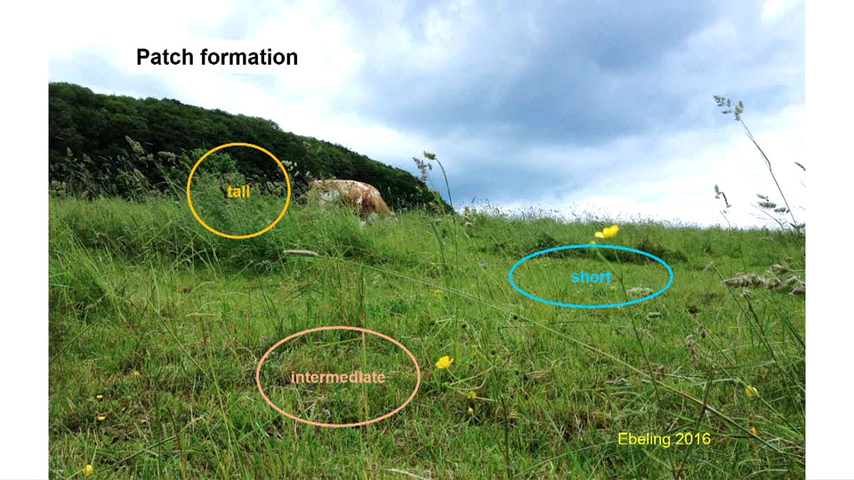 Patch formation
tall
short
intermediate
Ebeling 2016